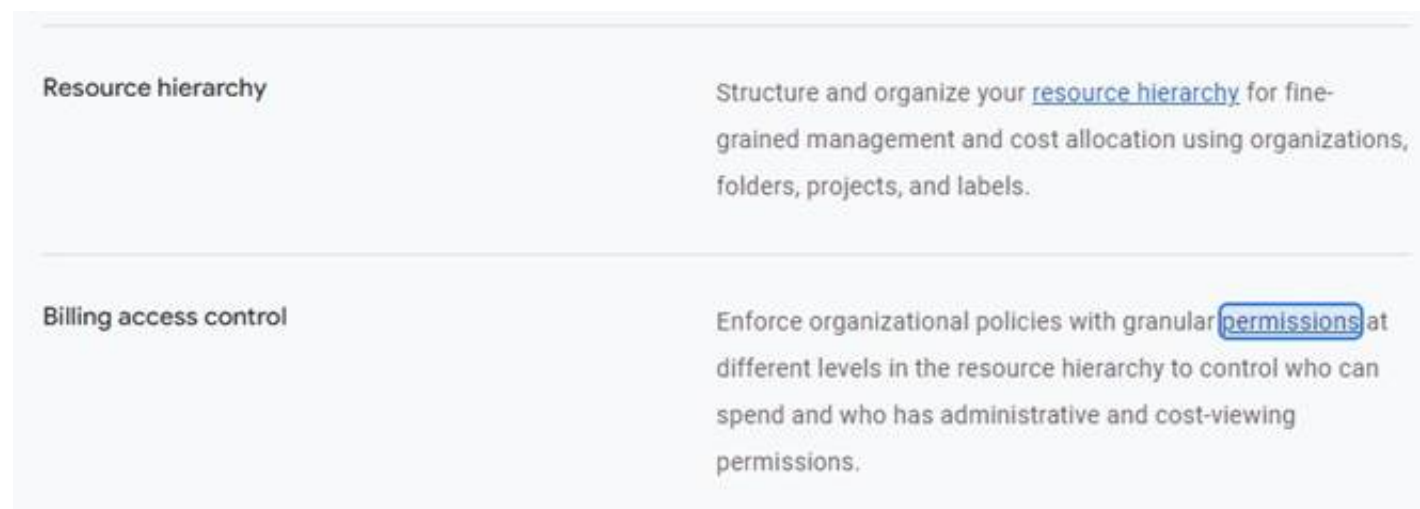 Resource hierarchy
Structure and organize your resource hierarchy for fine-
grained management and cost allocation using organizations,
folders, projects, and labels.
Billing access control
Enforce organizational policies with granular permissions at
different levels in the resource hierarchy to control who can
spend and who has administrative and cost-viewing
permissions.